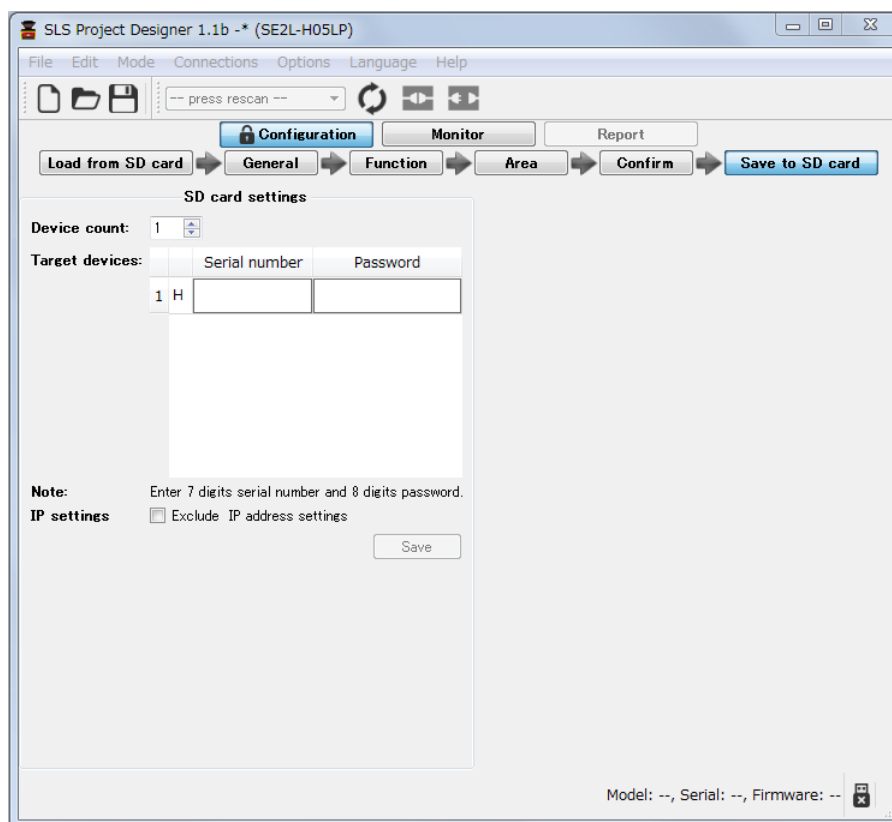 SLS Project Designer 1.1b -* (SE2L-H05LP)
File Edit Mode Connections Options Language Help
-- press rescan --
Configuration Monitor Report
Load from SD card General Function Area Confirm Save to SD card
SD card settings
Device count: 1
Target devices: Serial number Password
1 H
Note: Enter 7 digits serial number and 8 digits password.
IP settings Exclude IP address settings
Save
Model: --, Serial: --, Firmware: --